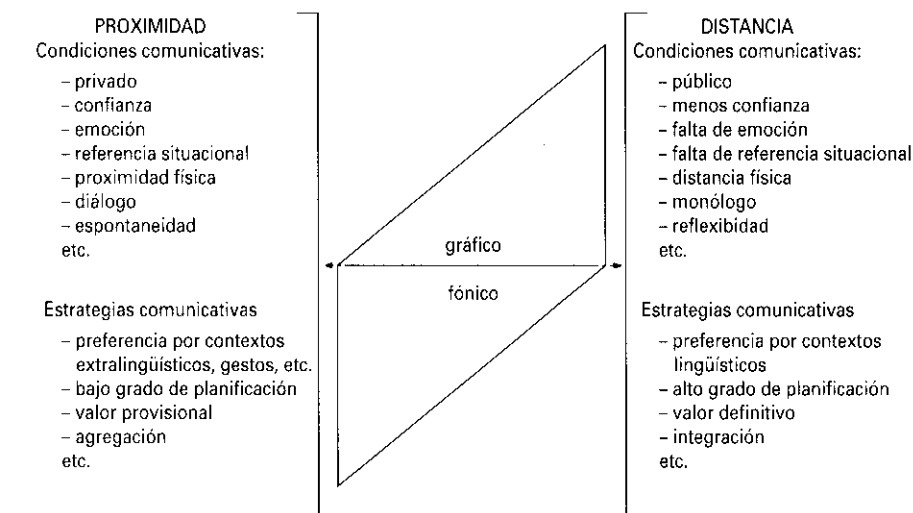 PROXIMIDAD
Condiciones comunicativas:
– privado
– confianza
– emoción
– referencia situacional
– proximidad física
– diálogo
– espontaneidad
etc.
Estrategias comunicativas
– preferencia por contextos
extralingüísticos, gestos, etc.
– bajo grado de planificación
– valor provisional
– agregación
etc.
gráfico
fónico
DISTANCIA
Condiciones comunicativas:
– público
– menos confianza
– falta de emoción
– falta de referencia situacional
– distancia física
– monólogo
– reflexibidad
etc.
Estrategias comunicativas
– preferencia por contextos
lingüísticos
– alto grado de planificación
– valor definitivo
– integración
etc.